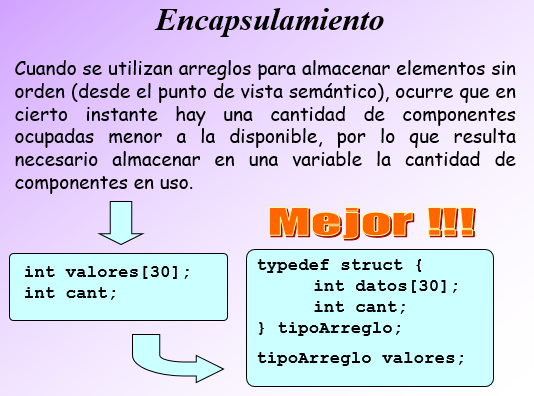 Encapsulamiento
Cuando se utilizan arreglos para almacenar elementos sin
orden (desde el punto de vista semántico), ocurre que en
cierto instante hay una cantidad de componentes
ocupadas menor a la disponible, por lo que resulta
necesario almacenar en una variable la cantidad de
componentes en uso.
Mejor !!!
int valores[30];
int cant;
typedef struct {
int datos[30];
int cant;
} tipoArreglo;
tipoArreglo valores;